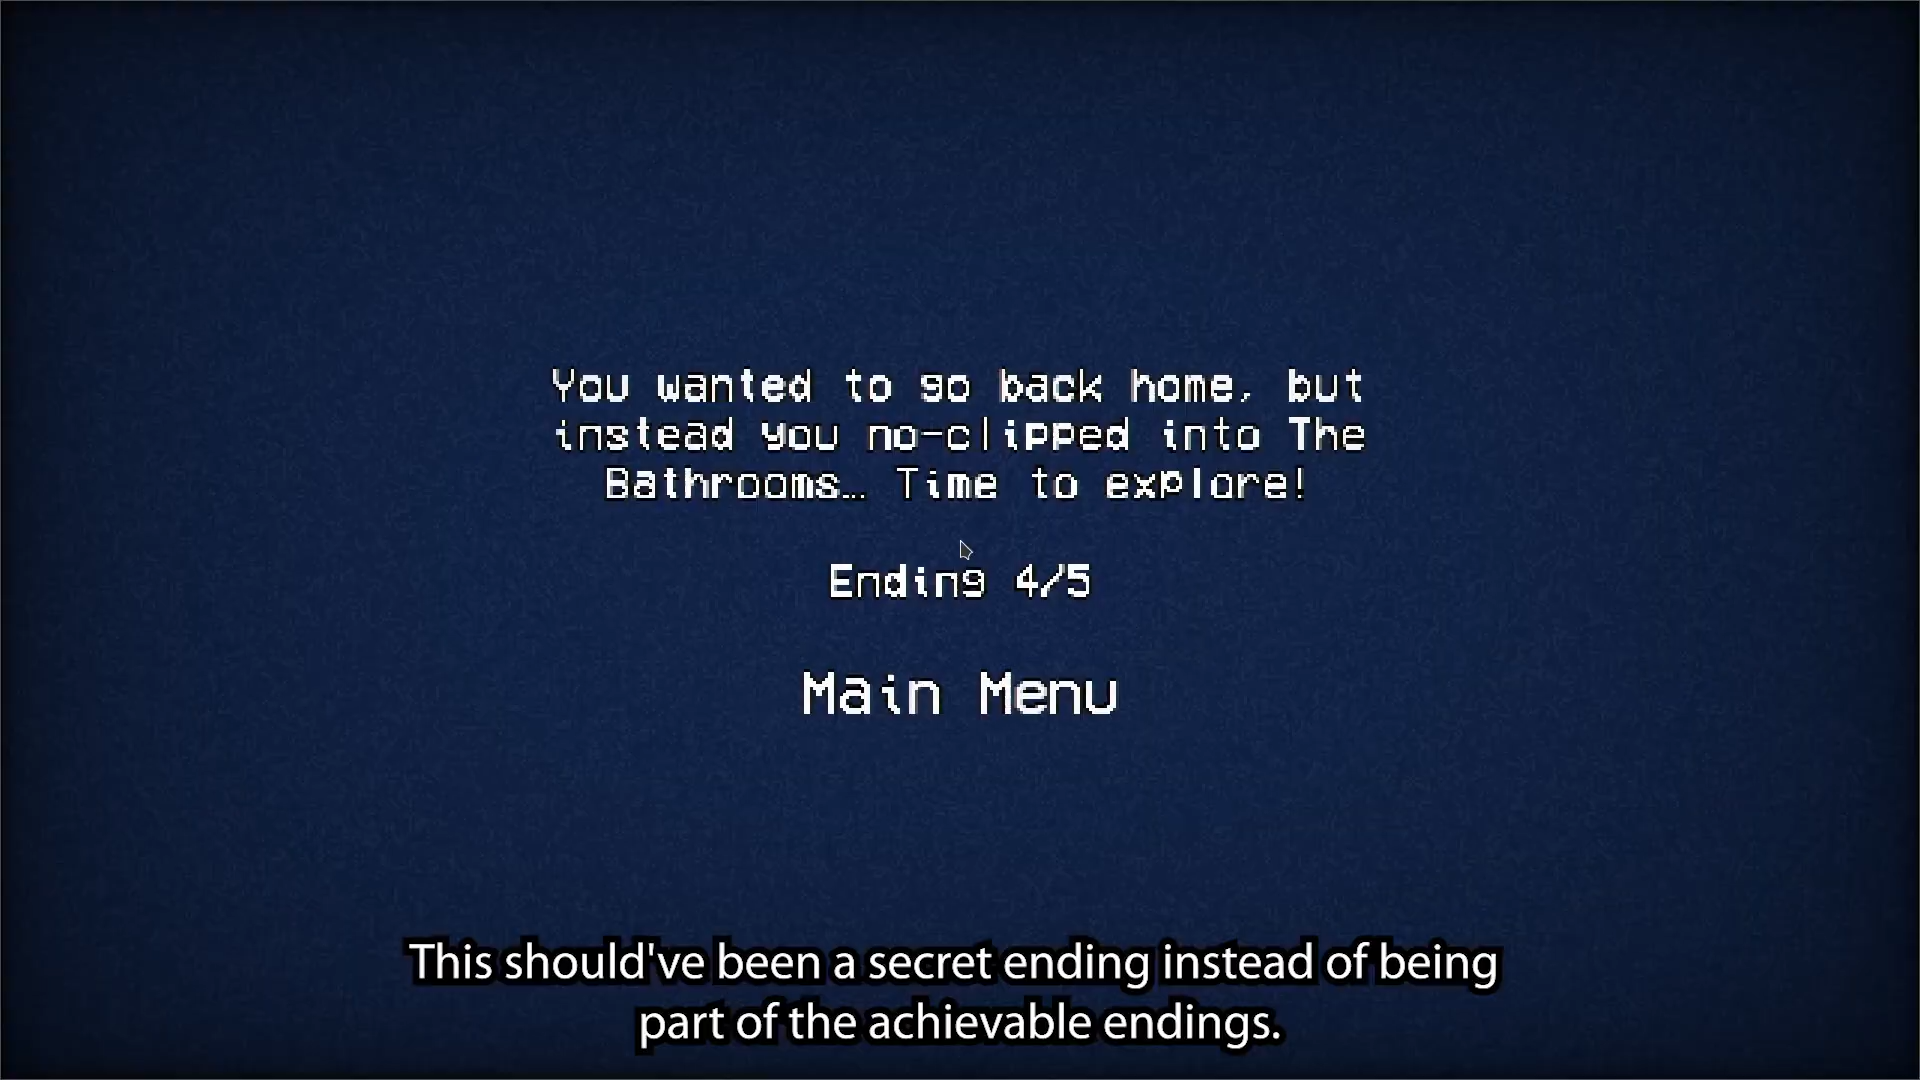 You wanted to go back home, but
instead you no-clipped into The
Bathrooms… Time to explore!
Ending 4/5
Main Menu
This should've been a secret ending instead of being
part of the achievable endings.